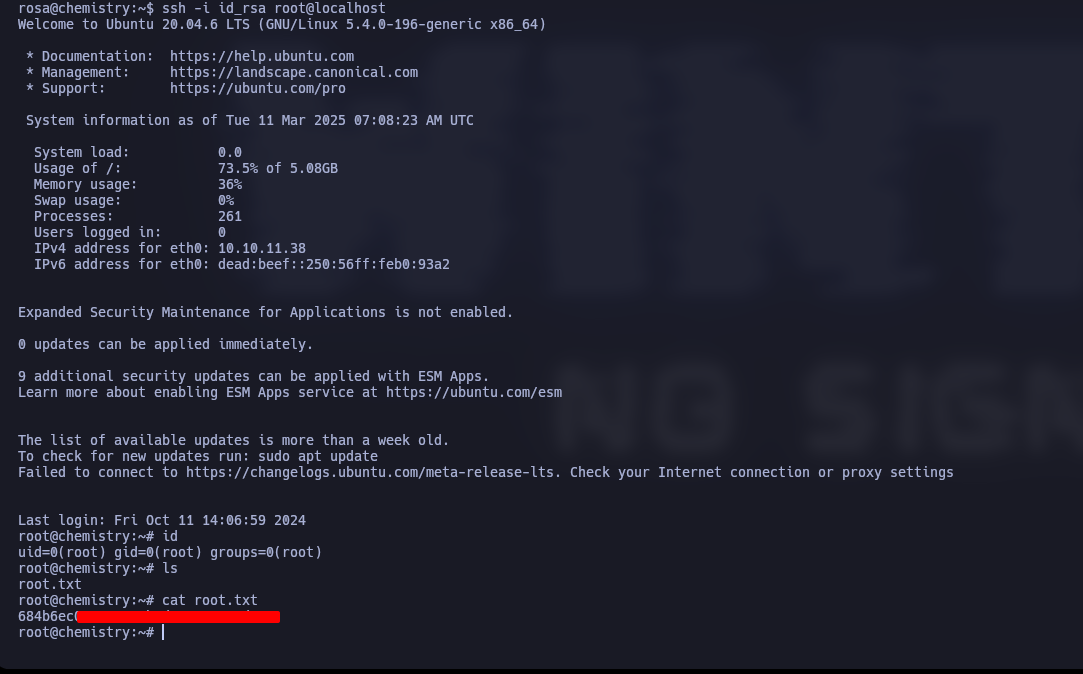 rosa@chemistry:~$ ssh -i id_rsa root@localhost
Welcome to Ubuntu 20.04.6 LTS (GNU/Linux 5.4.0-196-generic x86_64)
* Documentation:  https://help.ubuntu.com
* Management:     https://landscape.canonical.com
* Support:        https://ubuntu.com/pro
System information as of Tue 11 Mar 2025 07:08:23 AM UTC
System load:           0.0
Usage of /:            73.5% of 5.08GB
Memory usage:          36%
Swap usage:            0%
Processes:             261
Users logged in:       0
IPv4 address for eth0: 10.10.11.38
IPv6 address for eth0: dead:beef::250:56ff:feb0:93a2
Expanded Security Maintenance for Applications is not enabled.
0 updates can be applied immediately.
9 additional security updates can be applied with ESM Apps.
Learn more about enabling ESM Apps service at https://ubuntu.com/esm
The list of available updates is more than a week old.
To check for new updates run: sudo apt update
Failed to connect to https://changelogs.ubuntu.com/meta-release-lts. Check your Internet connection or proxy settings
Last login: Fri Oct 11 14:06:59 2024
root@chemistry:~# id
uid=0(root) gid=0(root) groups=0(root)
root@chemistry:~# ls
root.txt
root@chemistry:~# cat root.txt
684b6ec
root@chemistry:~#